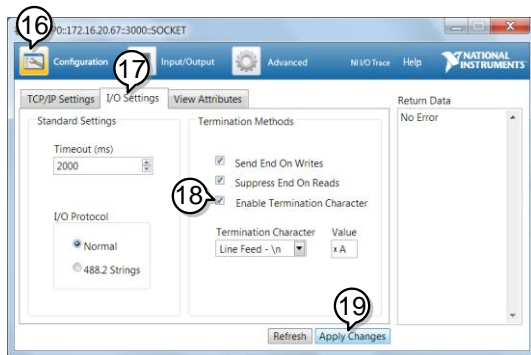 16
P0::172.16.20.67::3000::SOCKET
Configuration
Input/Output
Advanced
NI I/O Trace
Help
NATIONAL INSTRUMENTS
17
TCP/IP Settings
I/O Settings
View Attributes
Return Data
Standard Settings
Termination Methods
No Error
Timeout (ms)
2000
Send End On Writes
Suppress End On Reads
18
Enable Termination Character
I/O Protocol
Normal
488.2 Strings
Termination Character
Value
Line Feed - \n
x A
19
Refresh
Apply Changes